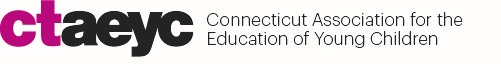 ctaeyc
Connecticut Association for the
Education of Young Children